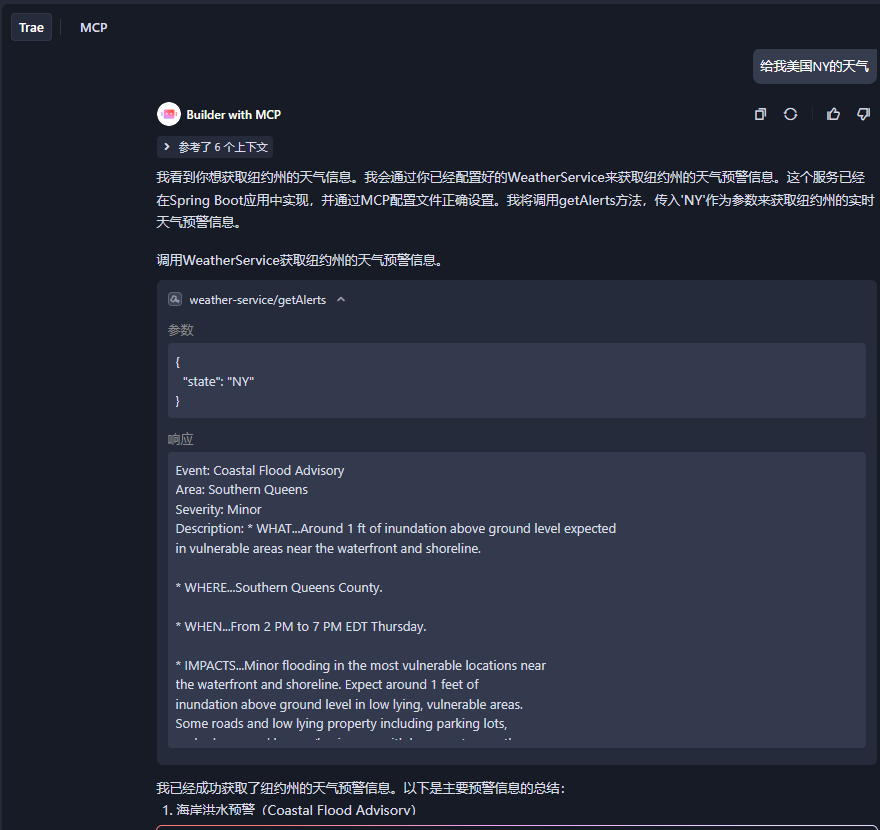 Trae
MCP
给我美国NY的天气
Builder with MCP
参考了 6 个上下文
我看到你想获取纽约州的天气信息。我会通过你已经配置好的WeatherService来获取纽约州的天气预警信息。这个服务已经
在Spring Boot应用中实现，并通过MCP配置文件正确设置。我将调用getAlerts方法，传入'NY'作为参数来获取纽约州的实时
天气预警信息。
调用WeatherService获取纽约州的天气预警信息。
weather-service/getAlerts
参数
{
"state": "NY"
}
响应
Event: Coastal Flood Advisory
Area: Southern Queens
Severity: Minor
Description: * WHAT...Around 1 ft of inundation above ground level expected
in vulnerable areas near the waterfront and shoreline.
* WHERE...Southern Queens County.
* WHEN...From 2 PM to 7 PM EDT Thursday.
* IMPACTS...Minor flooding in the most vulnerable locations near
the waterfront and shoreline. Expect around 1 feet of
inundation above ground level in low lying, vulnerable areas.
Some roads and low lying property including parking lots,
我已经成功获取了纽约州的天气预警信息。以下是主要预警信息的总结：
1. 海岸洪水预警（Coastal Flood Advisory）